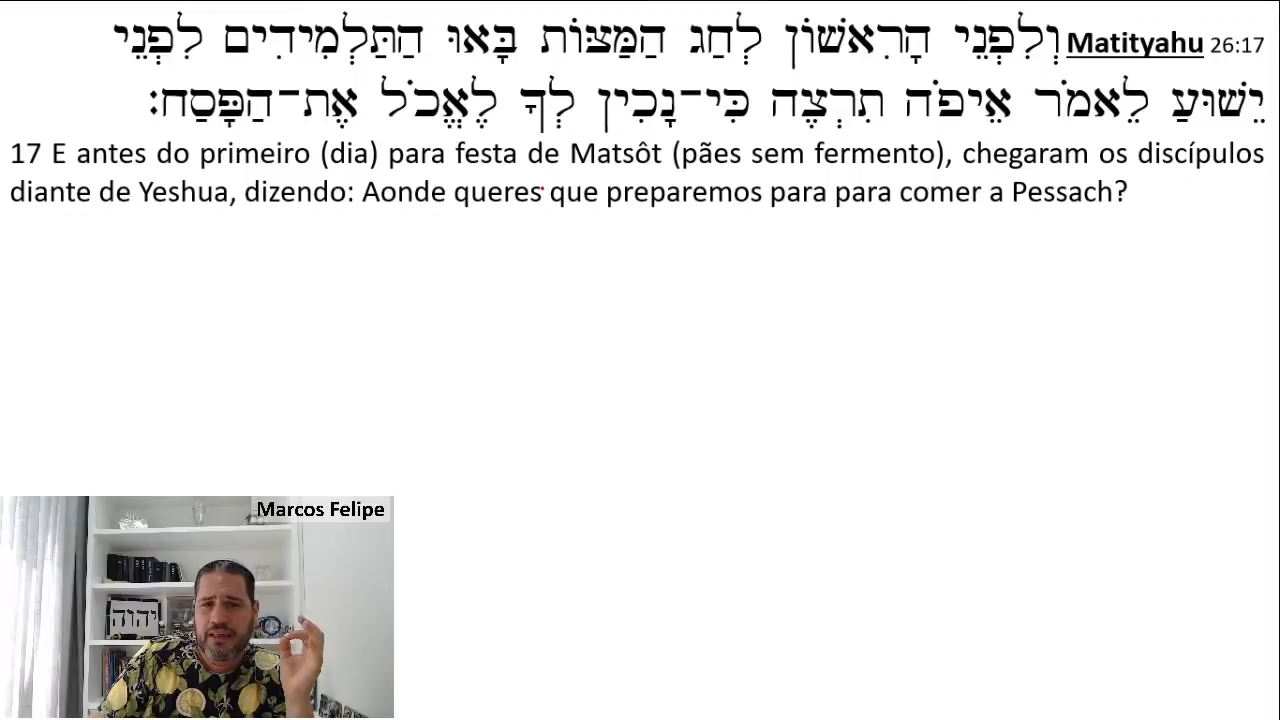 Matityahu 26:17 וְלִפְנֵי הָרִאשׁוֹן לְחַג הַמַּצּוֹת בָּאוּ הַתַּלְמִידִים לִפְנֵי
יֵשׁוּעַ לֵאמֹר אֵיפֹה תִרְצֶה כִּי־נָכִין לְךָ לֶאֱכֹל אֶת־הַפָּסַח׃
17 E antes do primeiro (dia) para festa de Matsôt (pães sem fermento), chegaram os discípulos
diante de Yeshua, dizendo: Aonde queres que preparemos para para comer a Pessach?
Marcos Felipe
יהוה